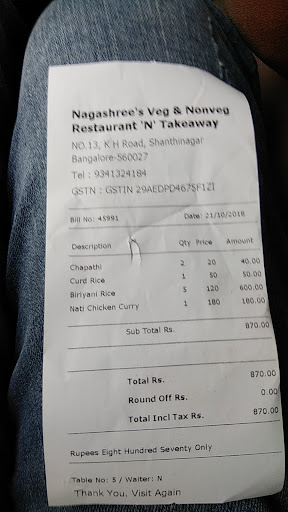 Nagashree's Veg & Nonveg
Restaurant 'N' Takeaway
NO.13, K H Road, Shanthinagar
Bangalore-560027
Tel : 9341324184
GSTN : GSTIN 29AEDPD4675F1ZI
Bill No: 45991 Date: 21/10/2018
Description Qty Price Amount
Chapathi 2 20 40.00
Curd Rice 1 50 50.00
Biriyani Rice 5 120 600.00
Nati Chicken Curry 1 180 180.00
Sub Total Rs. 870.00
Total Rs. 870.00
Round Off Rs. 0.00
Total Incl Tax Rs. 870.00
Rupees Eight Hundred Seventy Only
Table No: 5 / Waiter: N
Thank You, Visit Again